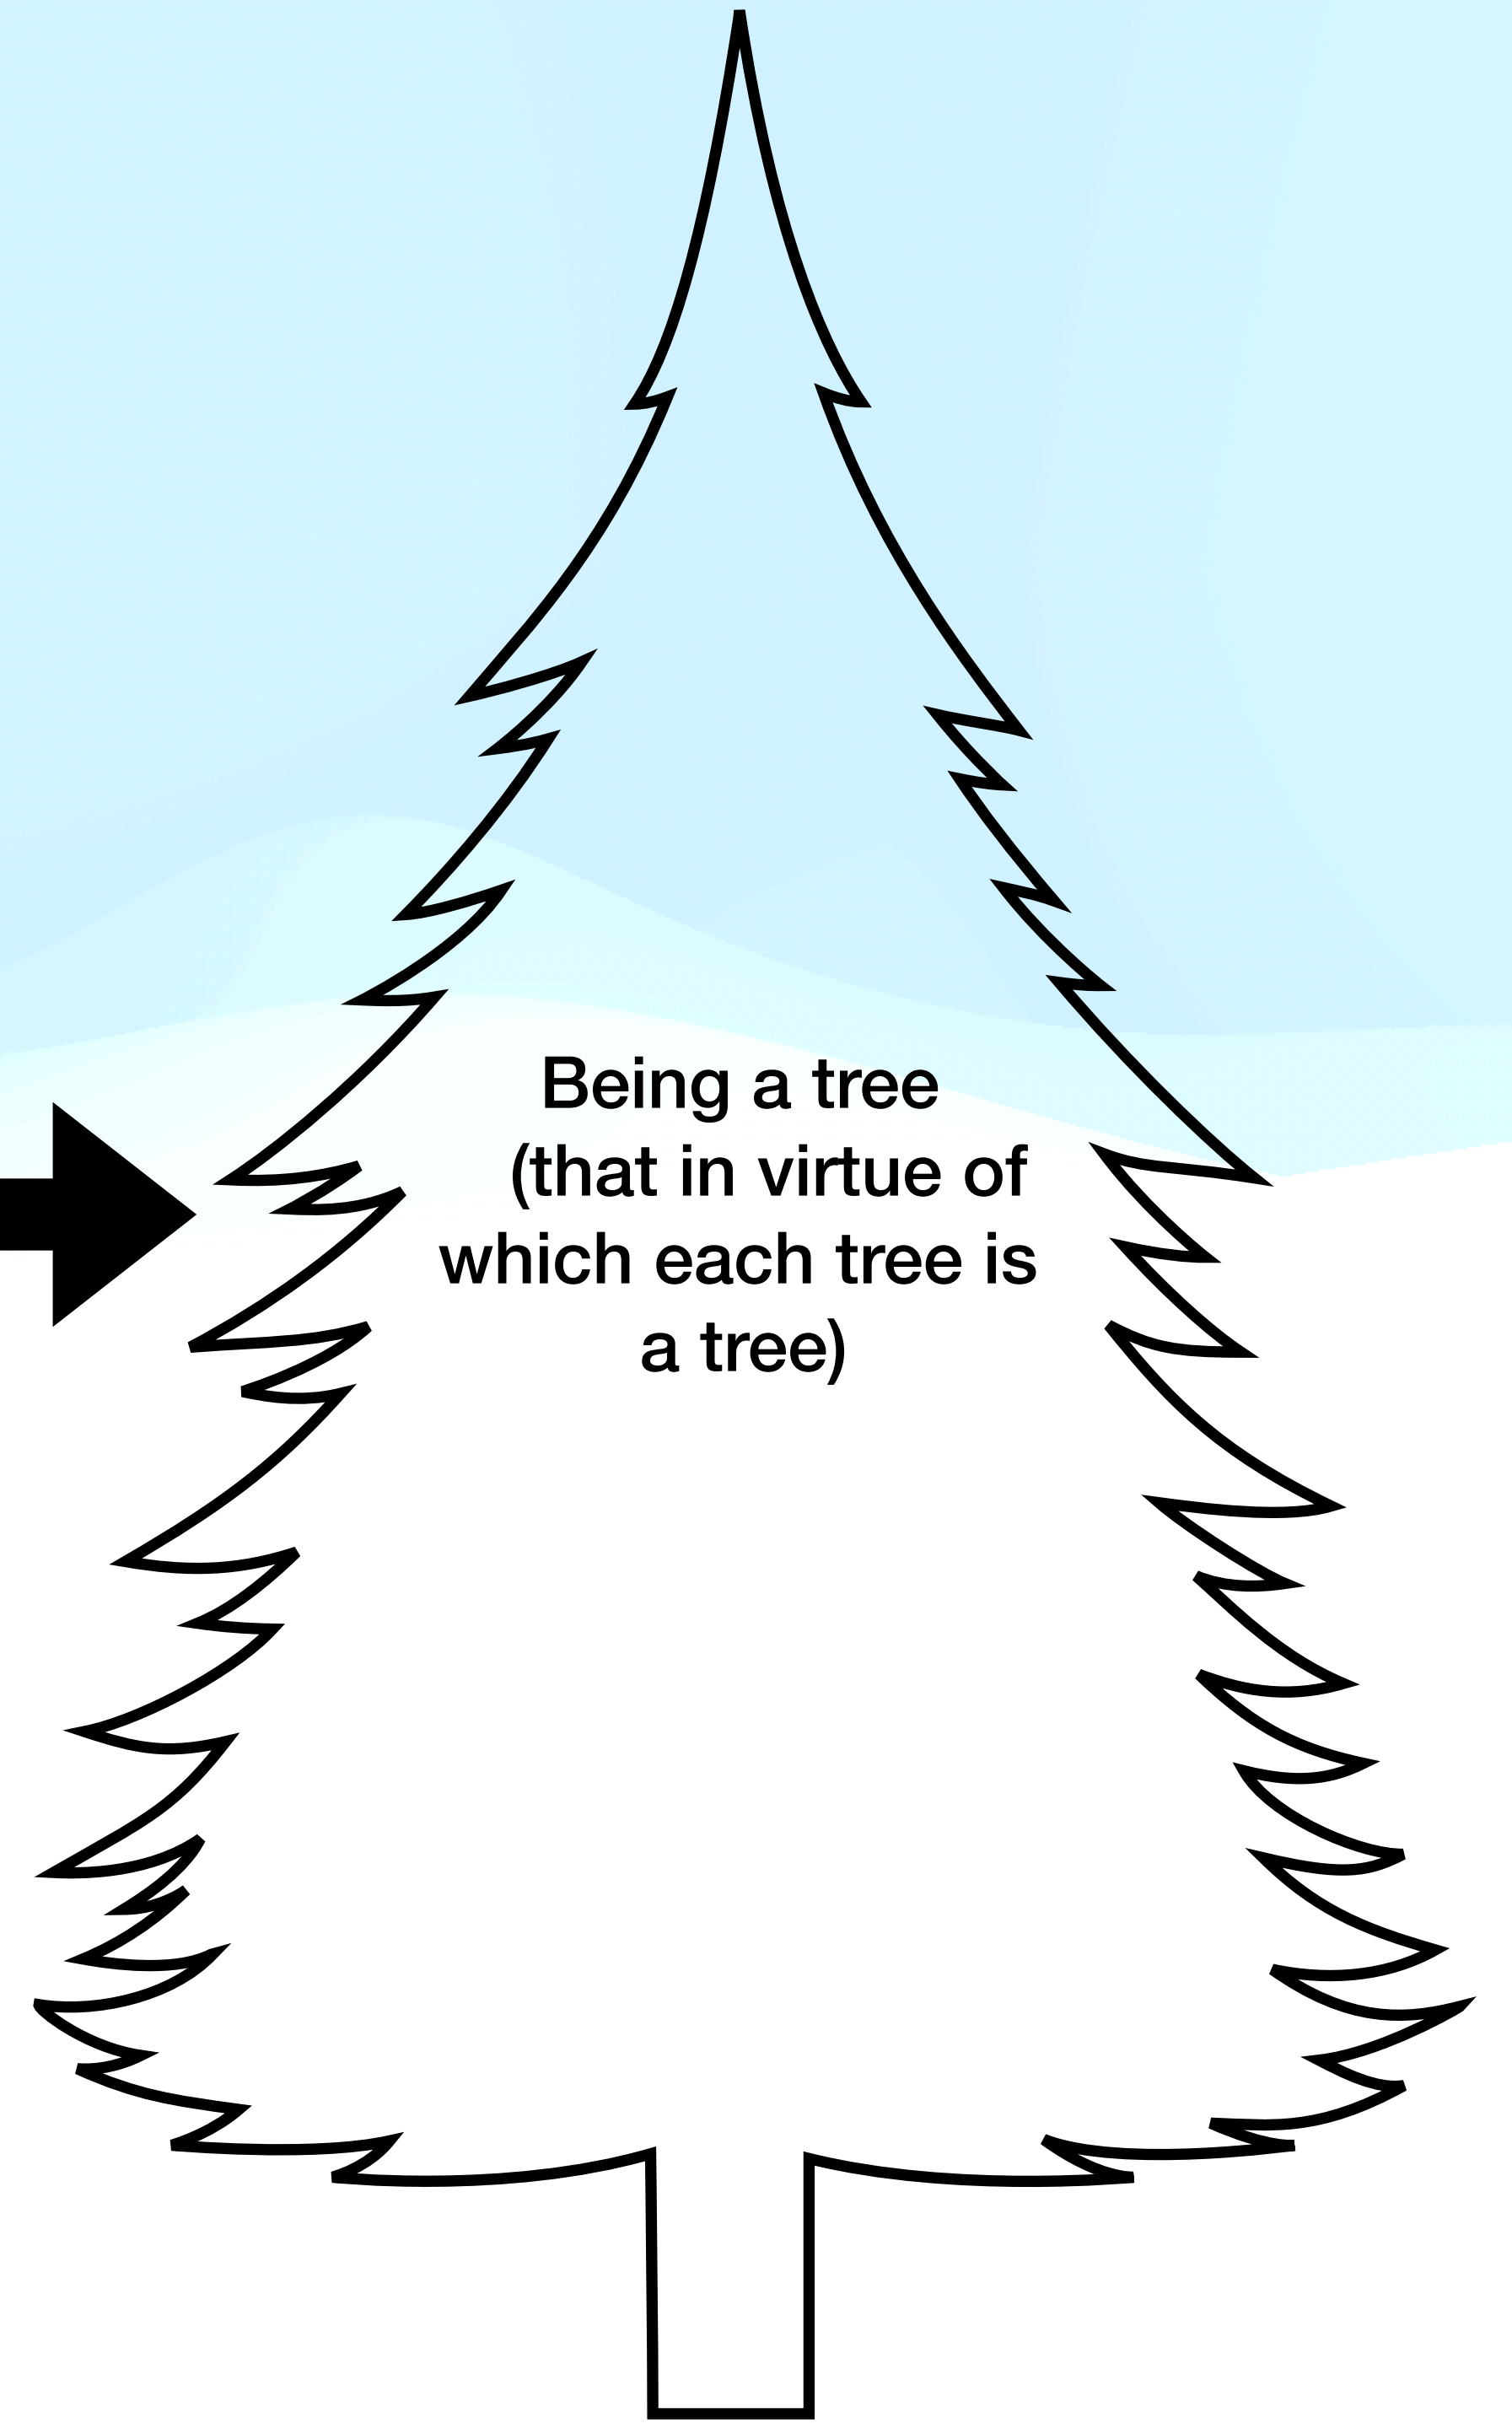 Being a tree
(that in virtue of
which each tree is
a tree)